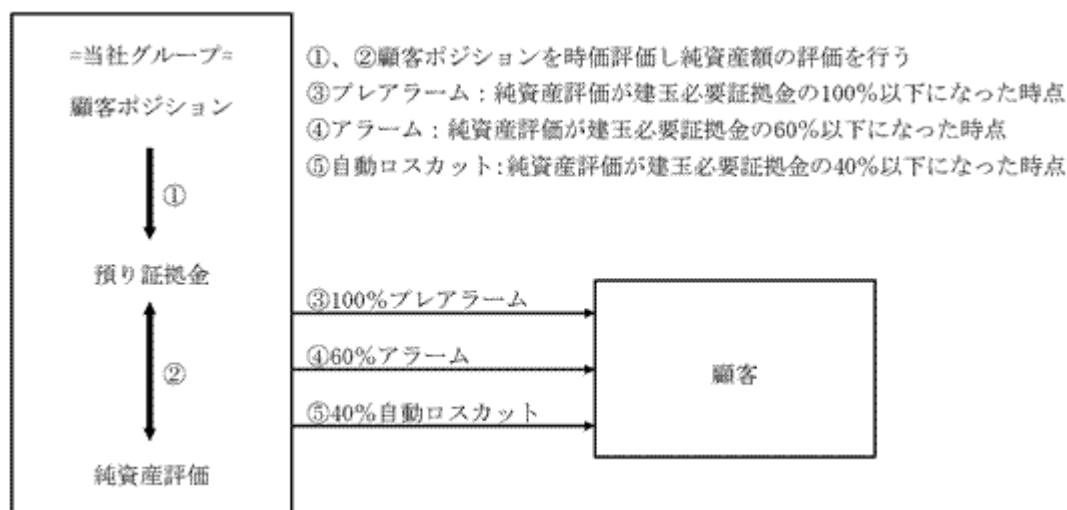 =当社グループ=
顧客ポジション
①
預り証拠金
②
純資産評価
①、②顧客ポジションを時価評価し純資産額の評価を行う
③プレアラーム：純資産評価が建玉必要証拠金の100%以下になった時点
④アラーム：純資産評価が建玉必要証拠金の60%以下になった時点
⑤自動ロスカット:純資産評価が建玉必要証拠金の40%以下になった時点
③100%プレアラーム
④60%アラーム
⑤40%自動ロスカット
顧客